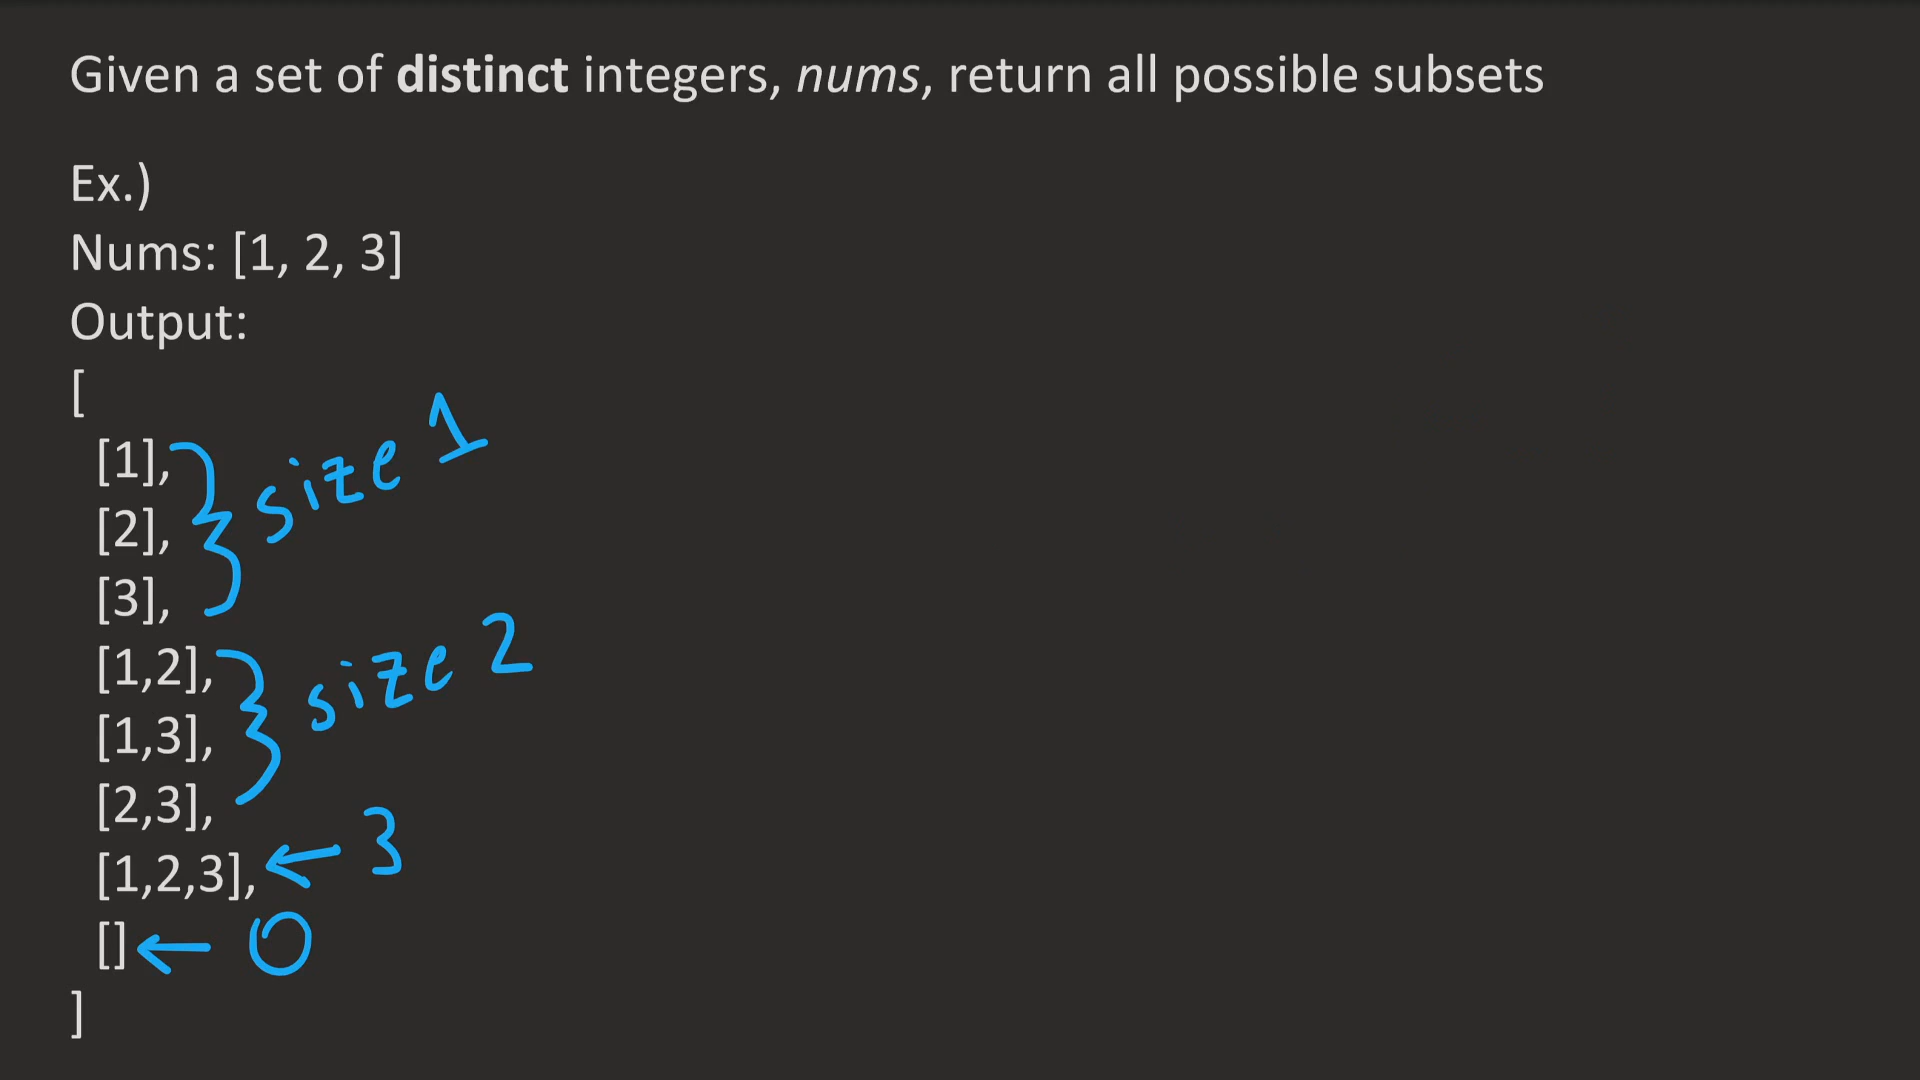 Given a set of distinct integers, nums, return all possible subsets
Ex.)
Nums: [1, 2, 3]
Output:
[
[1],
[2],
[3],
size 1
[1,2],
[1,3],
[2,3],
size 2
[1,2,3], ← 3
[] ← 0
]